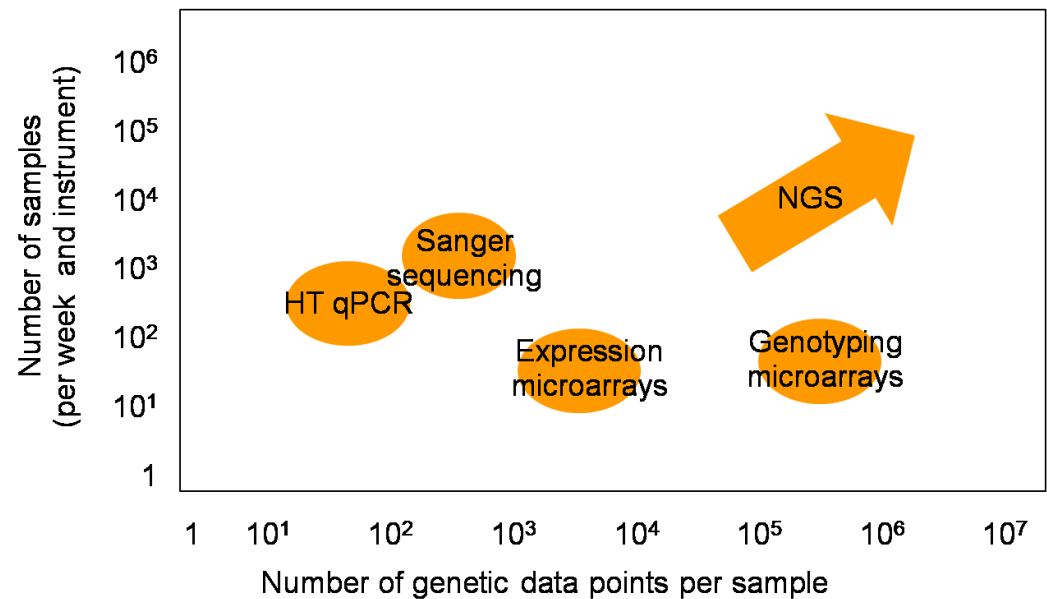 Number of samples
(per week and instrument)
10⁶
10⁵
10⁴
10³
10²
10¹
1
NGS
Sanger
sequencing
HT qPCR
Expression
microarrays
Genotyping
microarrays
1 10¹ 10² 10³ 10⁴ 10⁵ 10⁶ 10⁷
Number of genetic data points per sample